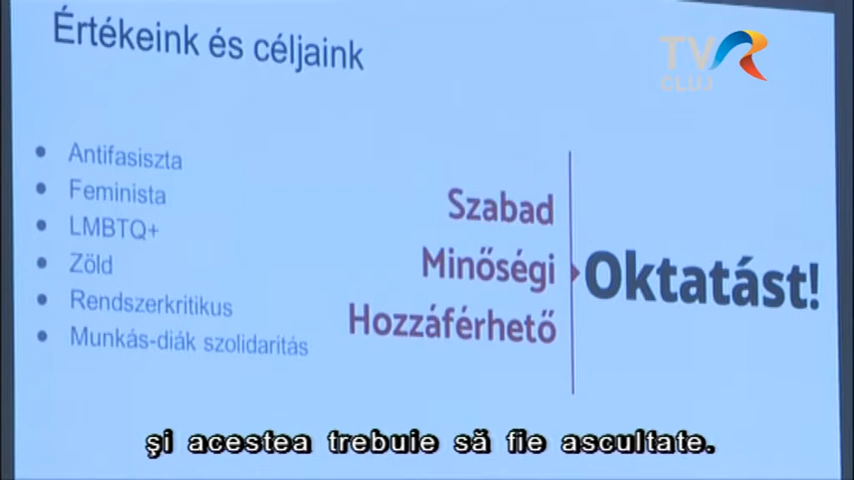 Értékeink és céljaink
TVR
CLUJ
Antifasiszta
Feminista
LMBTQ+
Zöld
Rendszerkritikus
Munkás-diák szolidaritás
Szabad
Minőségi
Hozzáférhető
Oktatást!
şi acestea trebuie să fie ascultate.